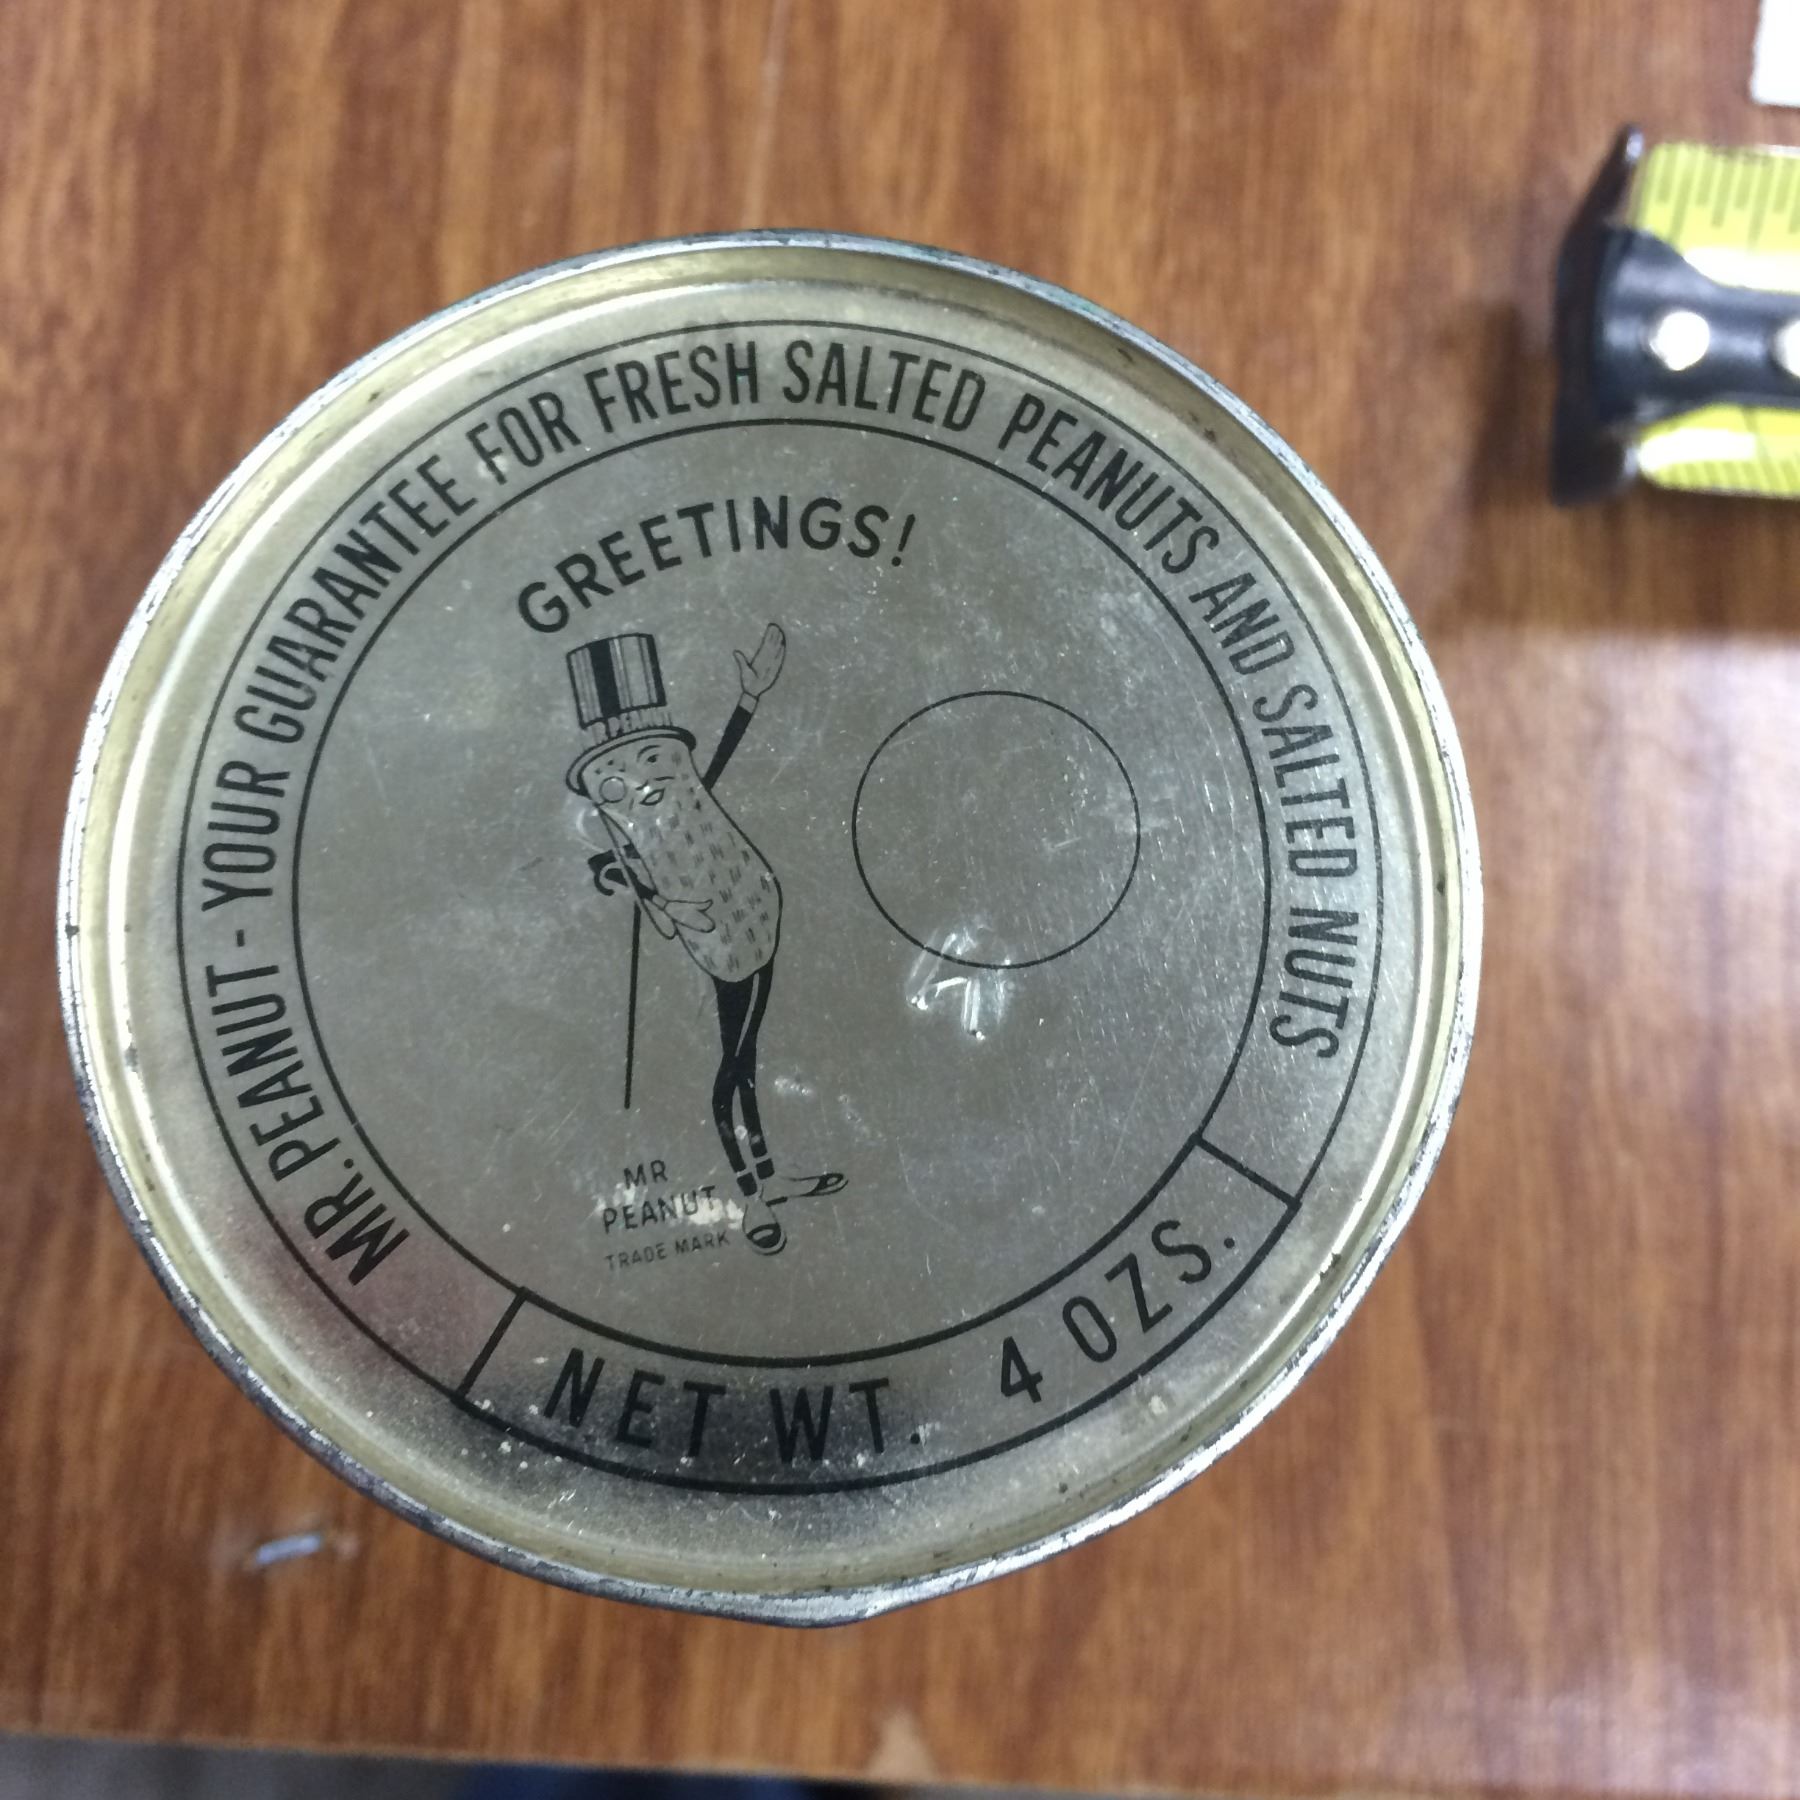 MR. PEANUT - YOUR GUARANTEE FOR FRESH SALTED PEANUTS AND SALTED NUTS
GREETINGS!
MR PEANUT
MR
PEANUT
TRADE MARK
NET WT. 4 OZS.